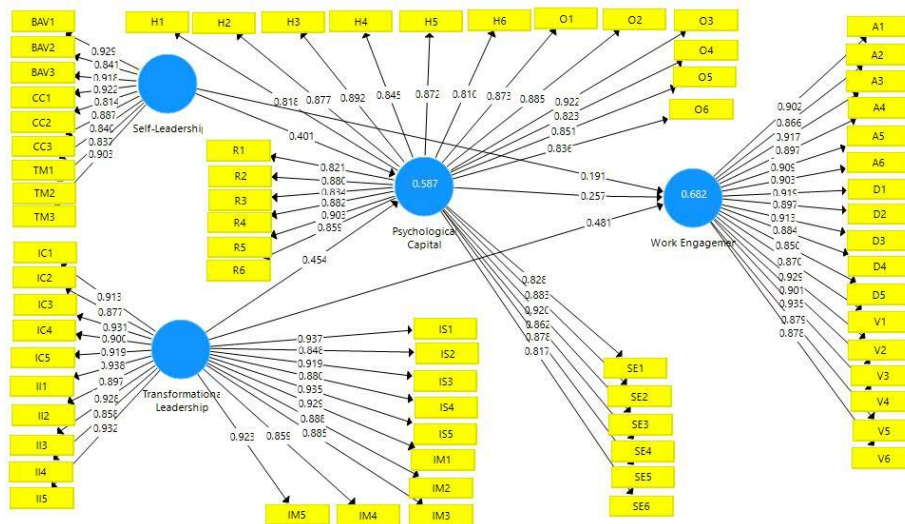 BAV1
BAV2
BAV3
CC1
CC2
CC3
TM1
TM2
TM3
0.929
0.841
0.918
0.922
0.814
0.887
0.840
0.837
0.903
Self-Leadership
H1
H2
H3
H4
H5
H6
O1
O2
O3
O4
O5
O6
0.818
0.877
0.892
0.845
0.872
0.810
0.873
0.885
0.922
0.823
0.851
0.836
0.401
0.191
0.257
0.481
0.454
R1
R2
R3
R4
R5
R6
0.821
0.880
0.834
0.882
0.903
0.859
0.587
Psychological
Capital
0.682
Work Engagemen
A1
A2
A3
A4
A5
A6
D1
D2
D3
D4
D5
V1
V2
V3
V4
V5
V6
0.902
0.866
0.917
0.897
0.909
0.903
0.919
0.897
0.913
0.884
0.850
0.870
0.929
0.901
0.935
0.879
0.878
IC1
IC2
IC3
IC4
IC5
II1
II2
II3
II4
II5
0.913
0.877
0.931
0.900
0.919
0.938
0.897
0.928
0.858
0.932
Transformationa
Leadership
0.937
0.848
0.919
0.880
0.935
0.929
0.888
0.885
0.859
0.923
IS1
IS2
IS3
IS4
IS5
IM1
IM2
IM3
IM4
IM5
0.828
0.883
0.920
0.862
0.878
0.817
SE1
SE2
SE3
SE4
SE5
SE6